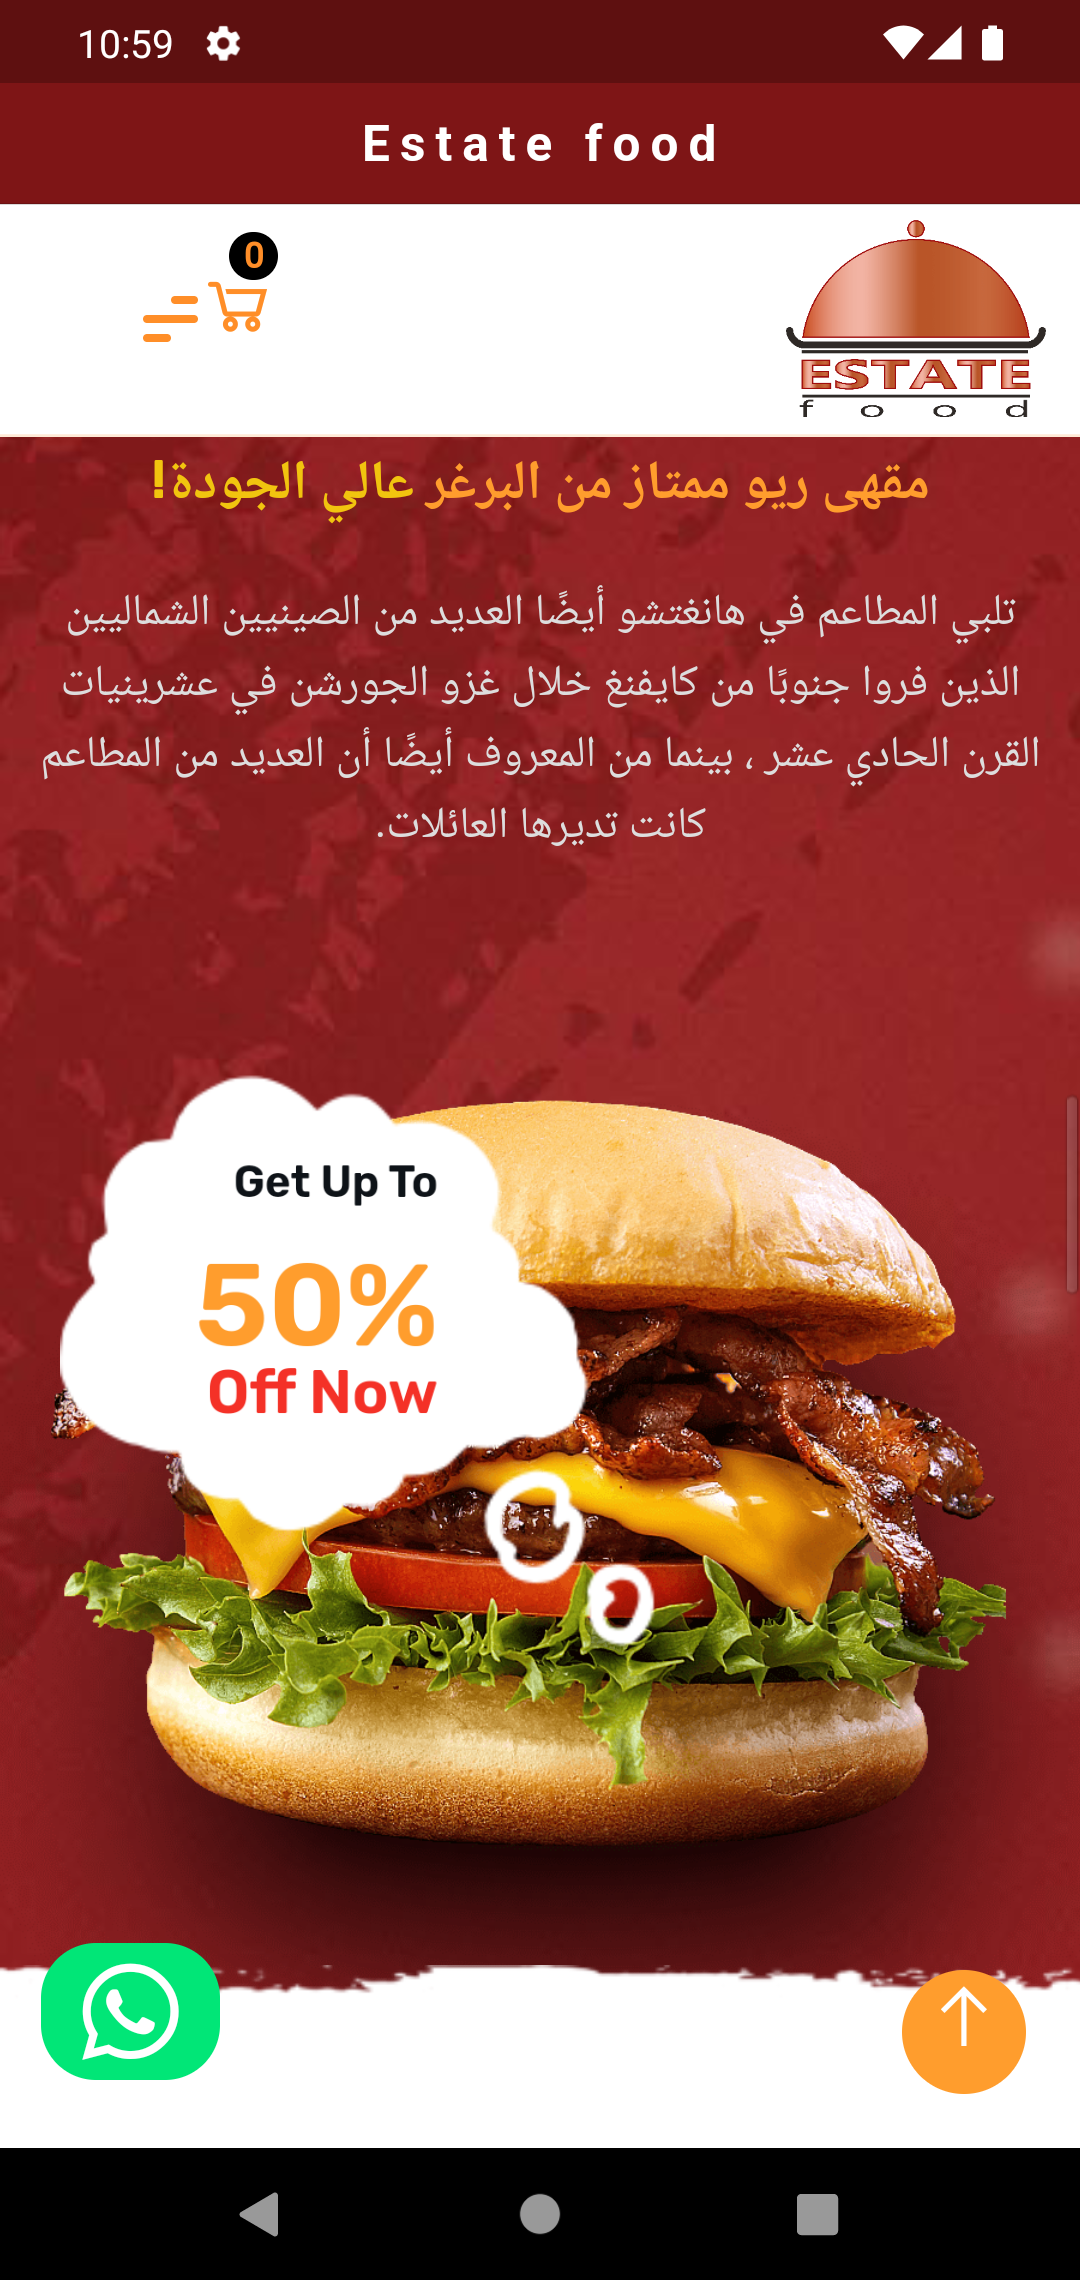 10:59
Estate food
0
ESTATE
food
مقهى ريو ممتاز من البرغر عالي الجودة!
تلبي المطاعم في هانغتشو أيضًا العديد من الصينيين الشماليين
الذين فروا جنوبًا من كايفنغ خلال غزو الجورشن في عشرينيات
القرن الحادي عشر ، بينما من المعروف أيضًا أن العديد من المطاعم
كانت تديرها العائلات.
Get Up To
50%
Off Now